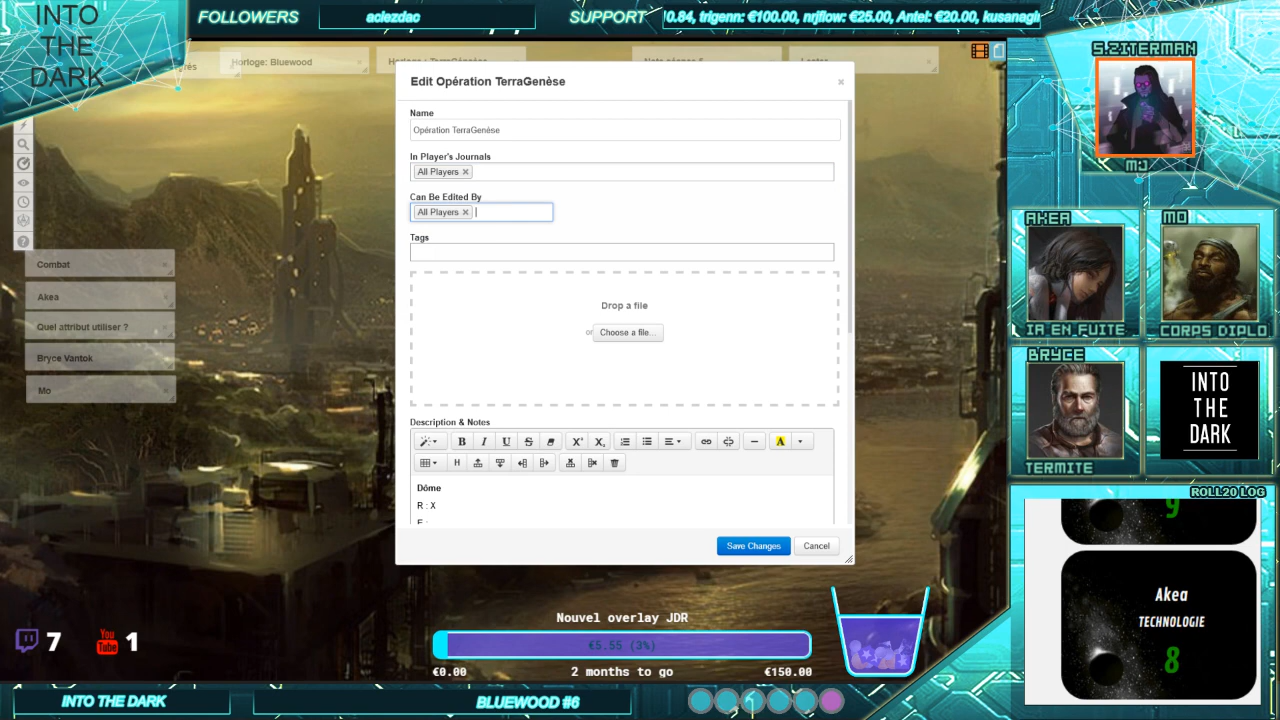 INTO
THE
DARK
FOLLOWERS
aciezdac
SUPPORT
0.84, trigenn: €100.00, nrjflow: €25.00, Antel: €20.00, kusanagi
Horloge: Bluewood
Edit Opération TerraGenèse
Name
Opération TerraGenèse
In Player's Journals
All Players
Can Be Edited By
All Players
Tags
Drop a file
or Choose a file...
Description & Notes
B I U S X² X, A
H
Dôme
R : X
Save Changes
Cancel
Combat
Akea
Quel attribut utiliser ?
Bryce Vantok
Mo
S.ZITERMAN
MJ
AKEA
IA EN FUITE
MO
CORPS DIPLO
BRYCE
TERMITE
INTO
THE
DARK
ROLL20 LOG
9
Akea
TECHNOLOGIE
8
7
You
Tube
1
Nouvel overlay JDR
€5.55 (3%)
€0.00
2 months to go
€150.00
INTO THE DARK
BLUEWOOD #6